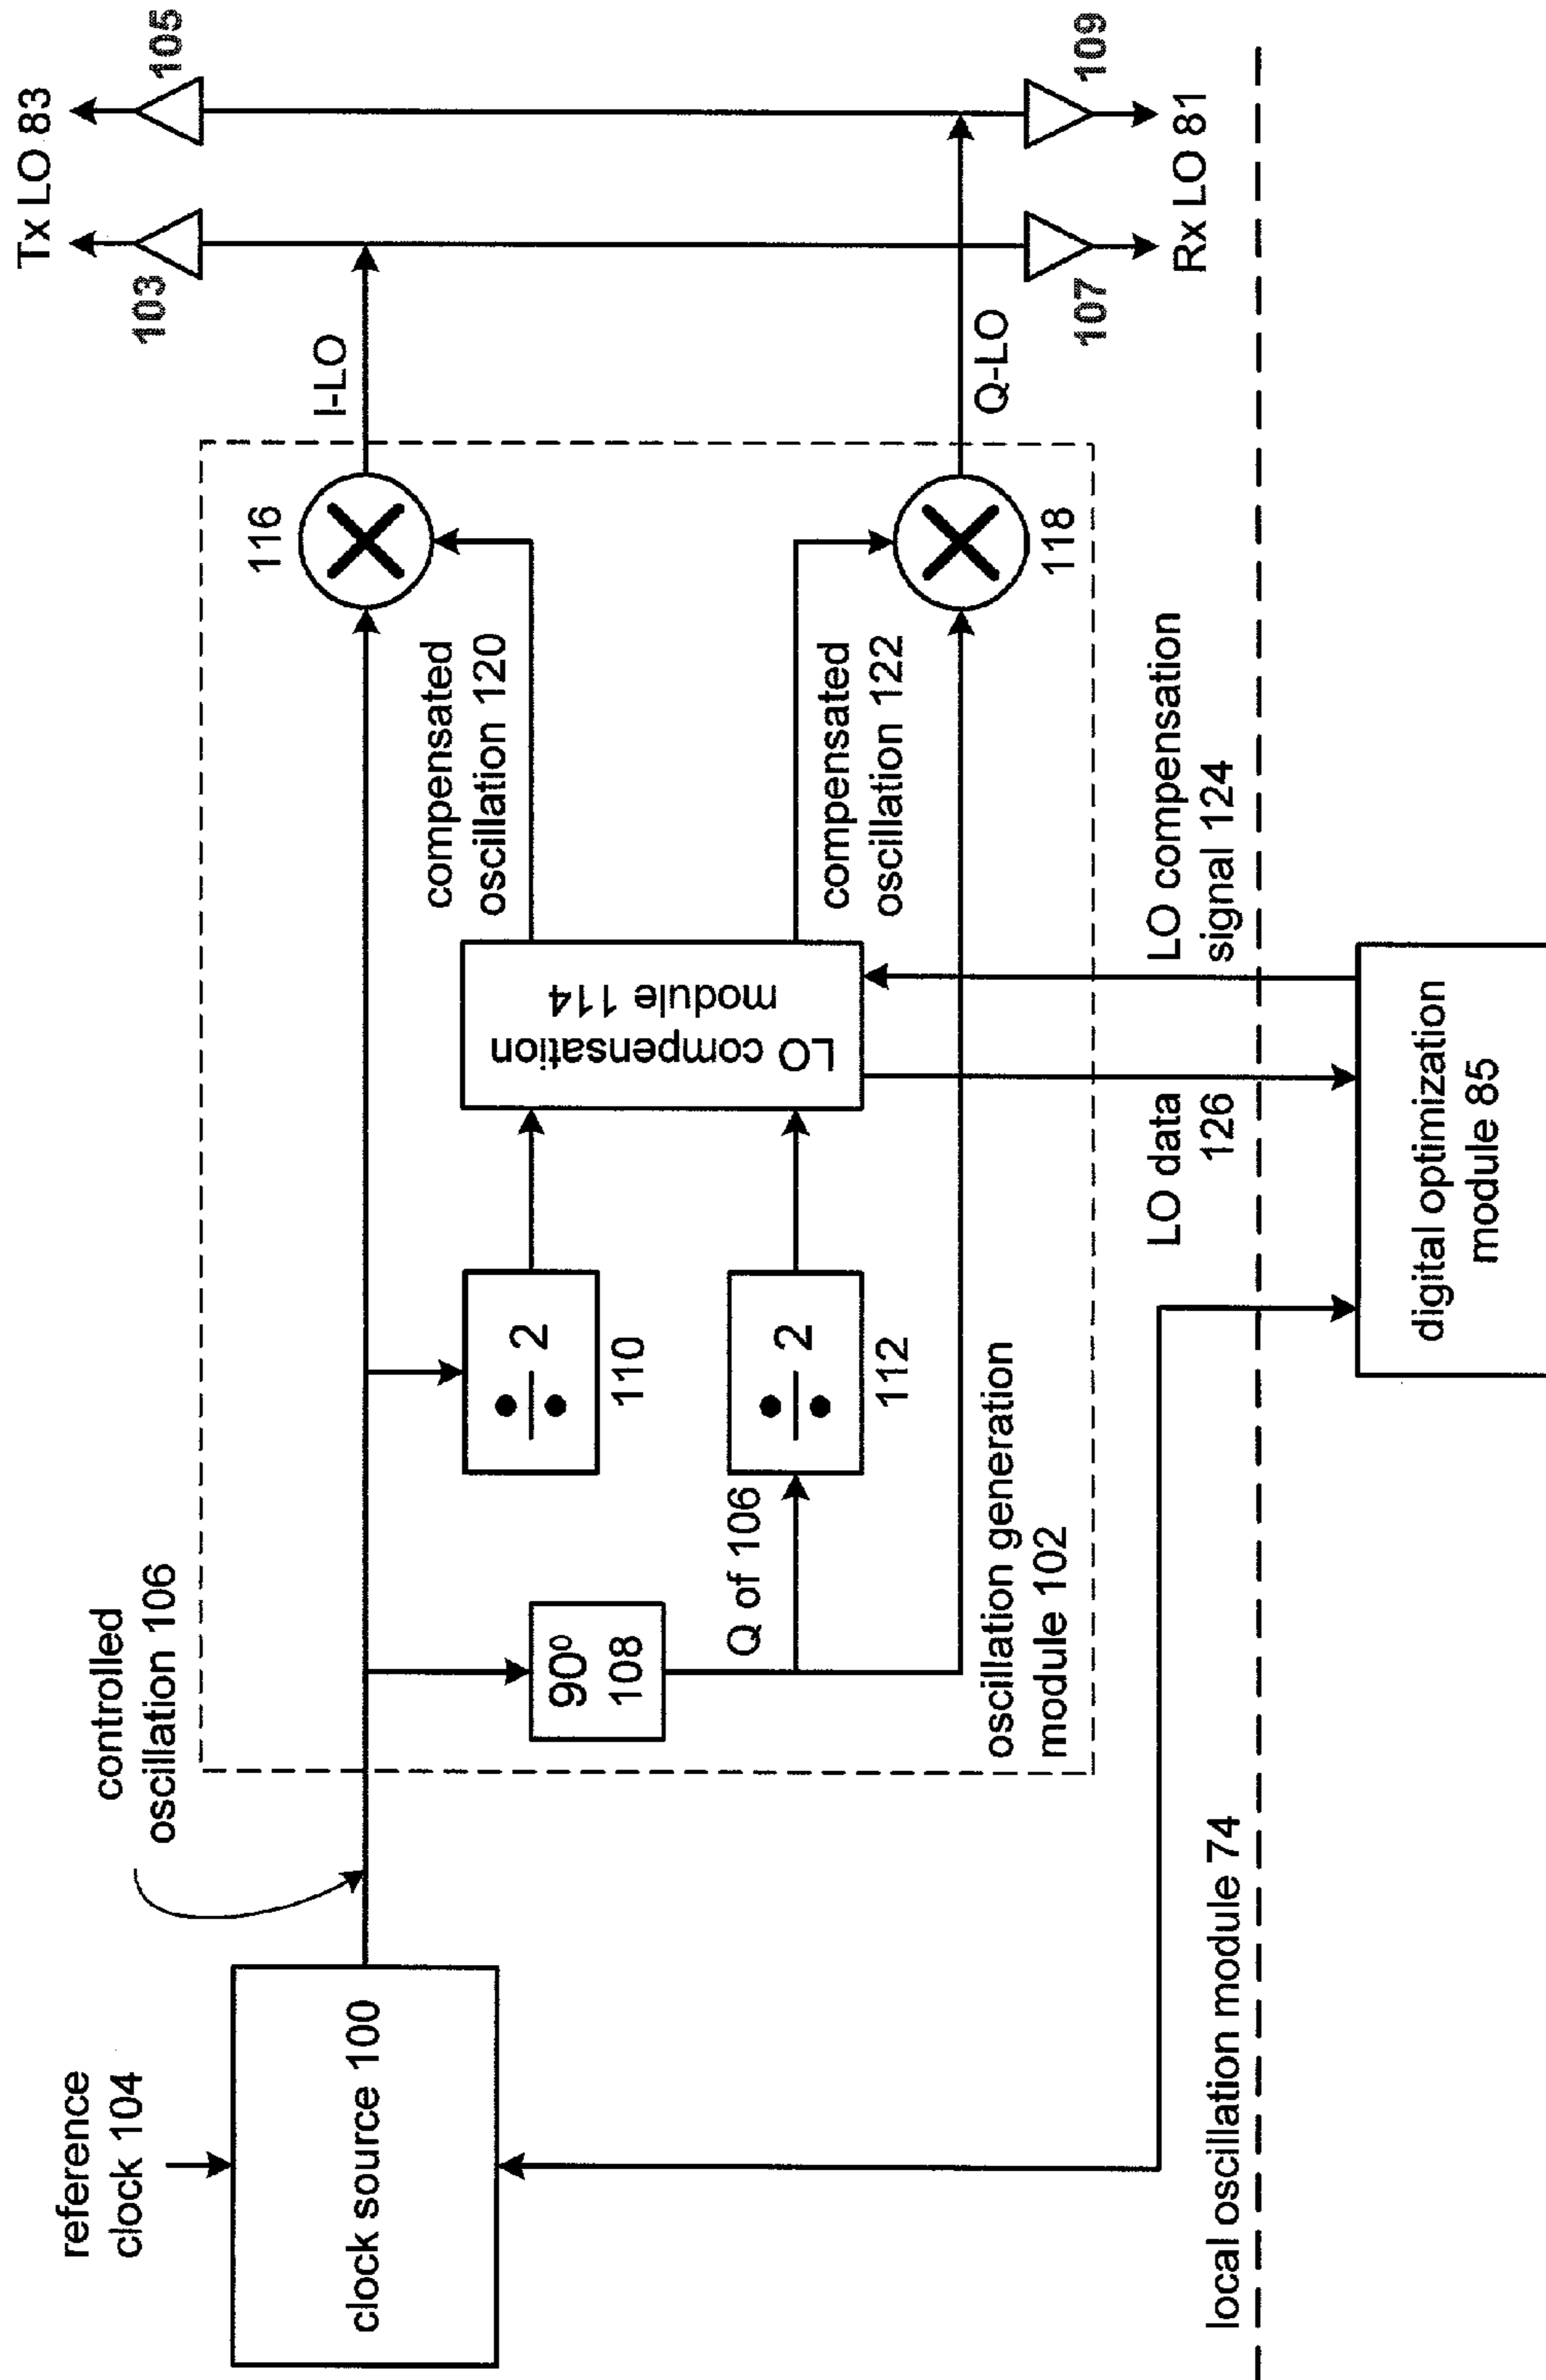 reference
clock 104
clock source 100
controlled
oscillation 106
90⁰
108
Q of 106
÷ 2
110
÷ 2
112
oscillation generation
module 102
LO compensation
module 114
compensated
oscillation 120
compensated
oscillation 122
116
118
I-LO
Q-LO
Tx LO 83
103
105
107
109
Rx LO 81
LO data
126
LO compensation
signal 124
local oscillation module 74
digital optimization
module 85